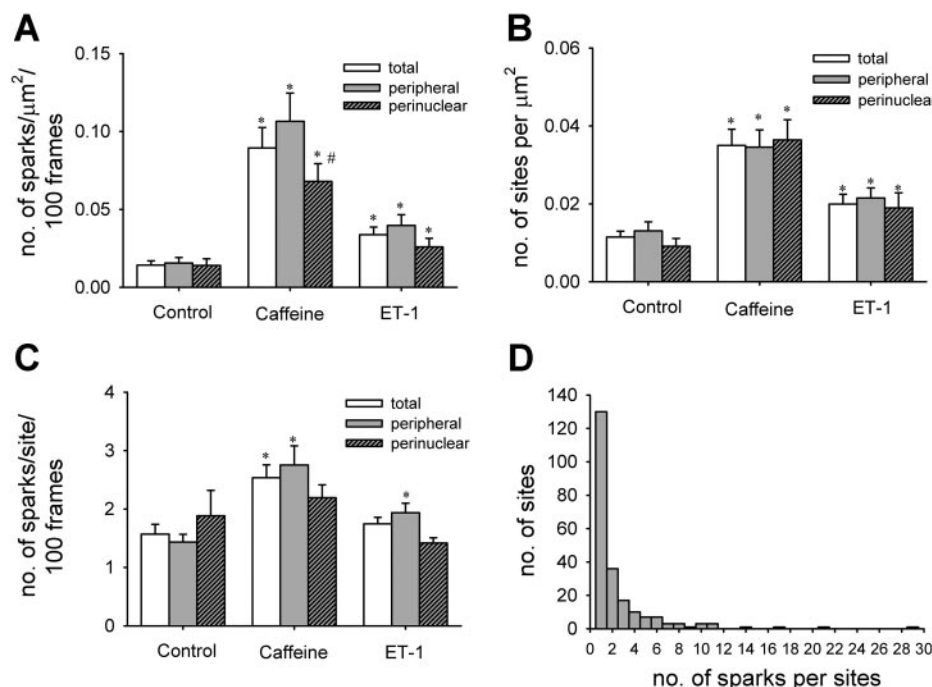 A
no. of sparks/µm²/
100 frames
0.15
0.10
0.05
0.00
total
peripheral
perinuclear
*
*
* #
*
*
*
Control
Caffeine
ET-1
B
no. of sites per µm²
0.06
0.04
0.02
0.00
total
peripheral
perinuclear
*
*
*
*
*
*
Control
Caffeine
ET-1
C
no. of sparks/site/
100 frames
4
3
2
1
0
total
peripheral
perinuclear
*
*
*
Control
Caffeine
ET-1
D
no. of sites
140
120
100
80
60
40
20
0
0 2 4 6 8 10 12 14 16 18 20 22 24 26 28 30
no. of sparks per sites